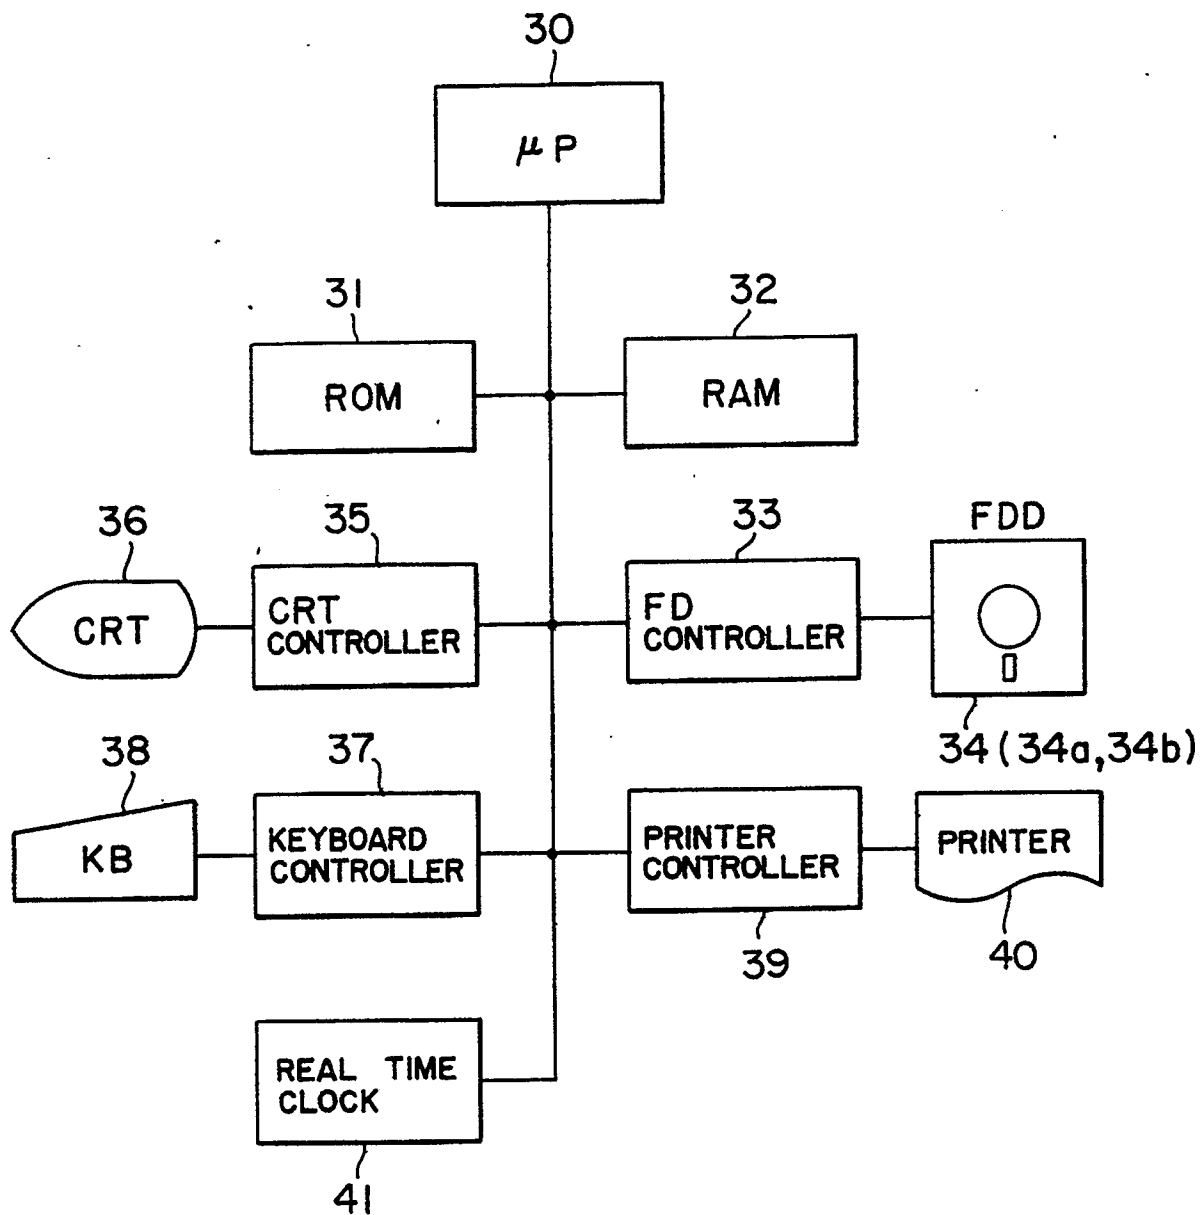 30
μP
31
32
ROM
RAM
36
35
33
FDD
CRT
CRT
CONTROLLER
FD
CONTROLLER
34 (34a, 34b)
38
37
KB
KEYBOARD
CONTROLLER
PRINTER
CONTROLLER
PRINTER
39
40
REAL TIME
CLOCK
41